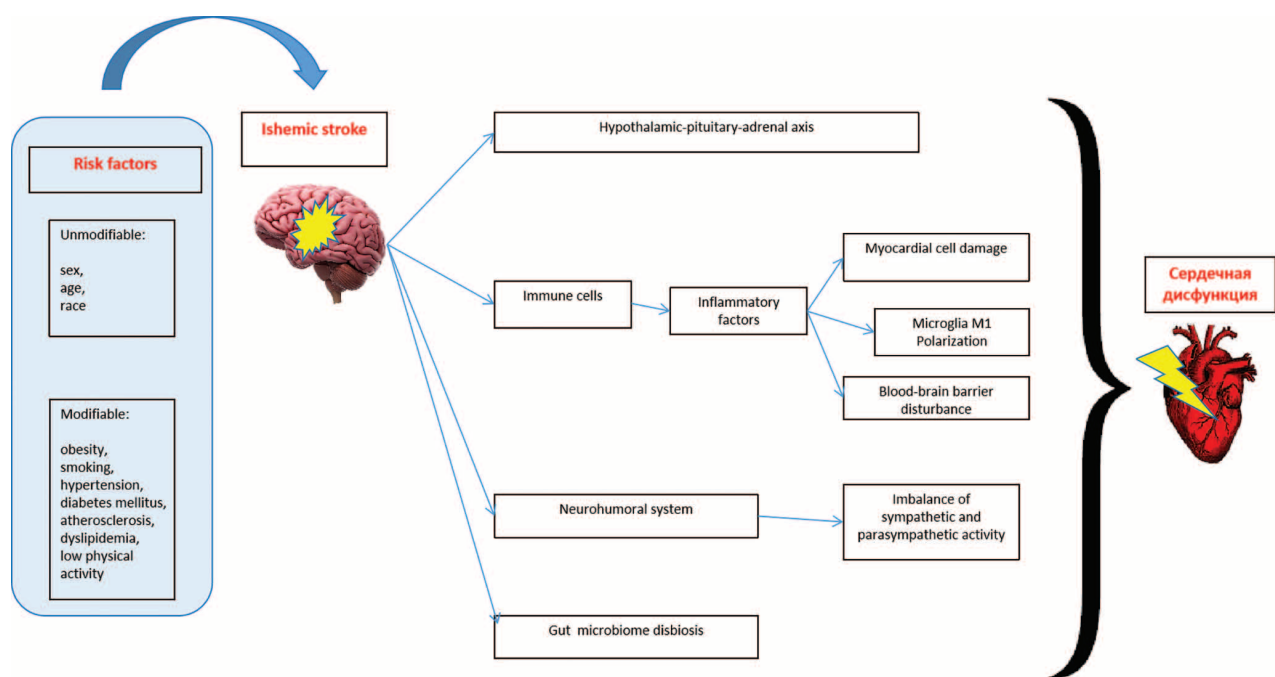 Risk factors
Unmodifiable:
sex,
age,
race
Modifiable:
obesity,
smoking,
hypertension,
diabetes mellitus,
atherosclerosis,
dyslipidemia,
low physical
activity
Ishemic stroke
Hypothalamic-pituitary-adrenal axis
Immune cells
Inflammatory
factors
Myocardial cell damage
Microglia M1
Polarization
Blood-brain barrier
disturbance
Neurohumoral system
Imbalance of
sympathetic and
parasympathetic activity
Gut microbiome disbiosis
Сердечная
дисфункция